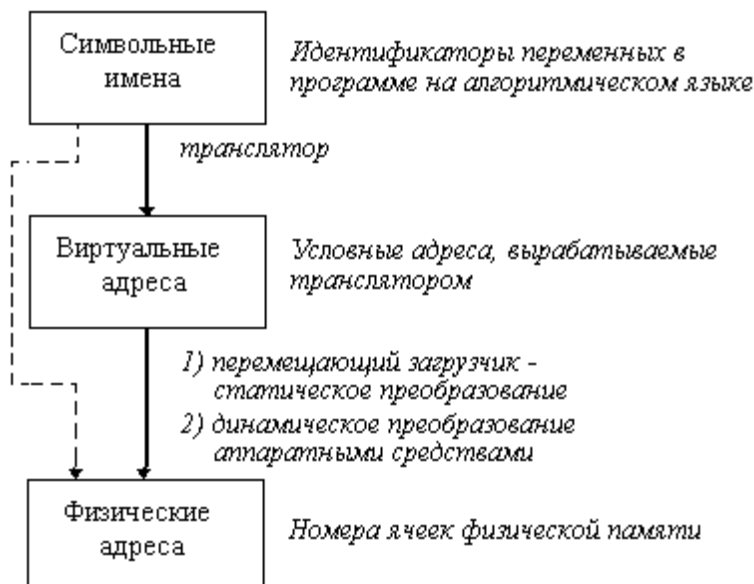 Символьные
имена
Идентификаторы переменных в
программе на алгоритмическом языке
транслятор
Виртуальные
адреса
Условные адреса, вырабатываемые
транслятором
1) перемещающий загрузчик -
статическое преобразование
2) динамическое преобразование
аппаратными средствами
Физические
адреса
Номера ячеек физической памяти